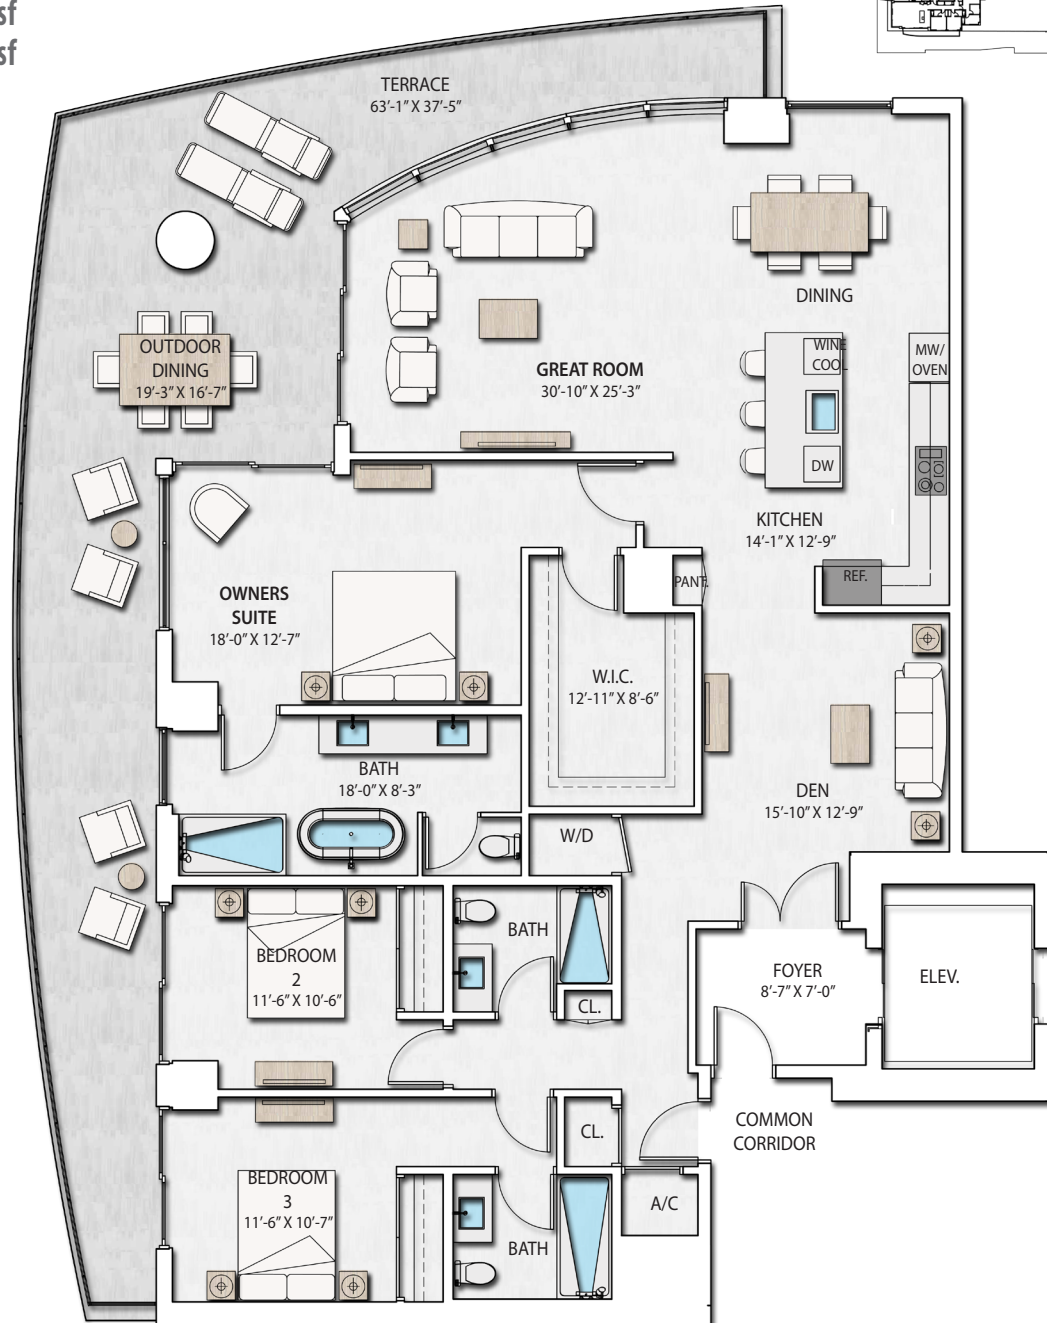 sf
sf
TERRACE
63'-1" X 37'-5"
DINING
OUTDOOR
DINING
19'-3" X 16'-7"
GREAT ROOM
30'-10" X 25'-3"
WINE
COOL
MW/
OVEN
DW
KITCHEN
14'-1" X 12'-9"
REF.
PANT.
OWNERS
SUITE
18'-0" X 12'-7"
W.I.C.
12'-11" X 8'-6"
BATH
18'-0" X 8'-3"
DEN
15'-10" X 12'-9"
W/D
BEDROOM
2
11'-6" X 10'-6"
BATH
CL.
FOYER
8'-7" X 7'-0"
ELEV.
COMMON
CORRIDOR
CL.
BEDROOM
3
11'-6" X 10'-7"
A/C
BATH